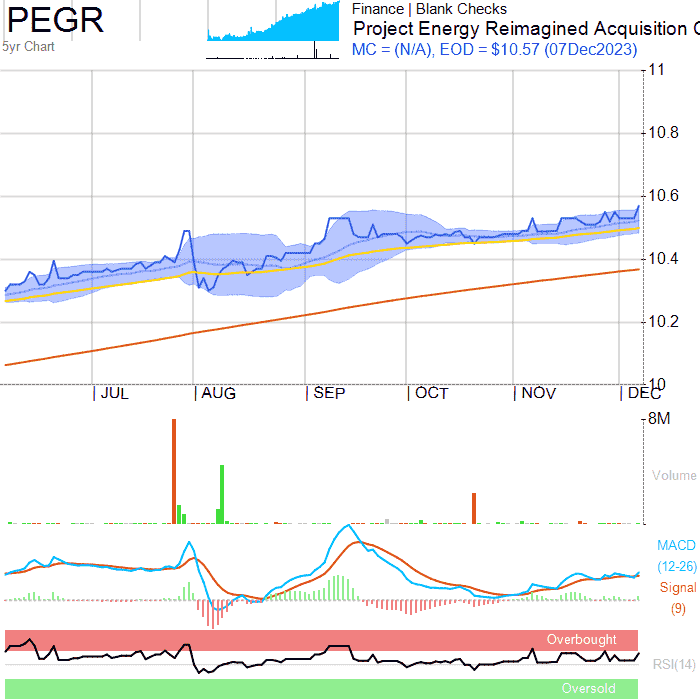 PEGR
5yr Chart
Finance | Blank Checks
Project Energy Reimagined Acquisition C
MC = (N/A), EOD = $10.57 (07Dec2023)
11
10.8
10.6
10.4
10.2
10
JUL AUG SEP OCT NOV DEC
8M
Volume
MACD
(12-26)
Signal
(9)
Overbought
RSI(14)
Oversold